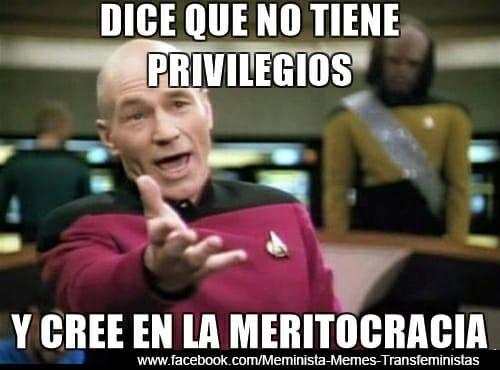 DICE QUE NO TIENE
PRIVILEGIOS
Y CREE EN LA MERITOCRACIA
www.facebook.com/Meminista-Memes-Transfeministas